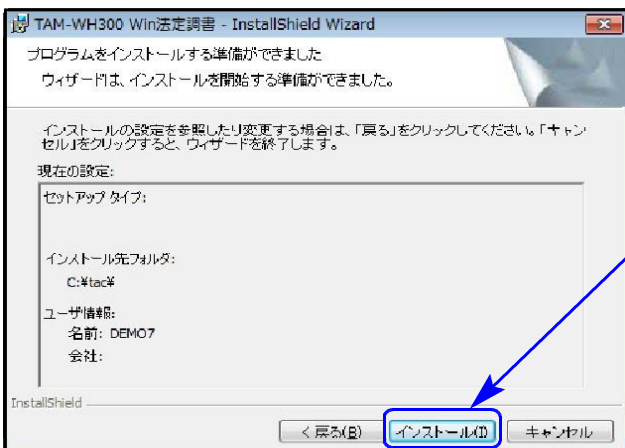 TAM-WH300 Win法定調書 - InstallShield Wizard
プログラムをインストールする準備ができました
ウィザードは、インストールを開始する準備ができました。
インストールの設定を参照したり変更する場合は、「戻る」をクリックしてください。「キャン
セル」をクリックすると、ウィザードを終了します。
現在の設定:
セットアップ タイプ:
インストール先フォルダ:
C:¥tac¥
ユーザ情報:
名前: DEMO7
会社:
InstallShield
< 戻る(B)
インストール(I)
キャンセル